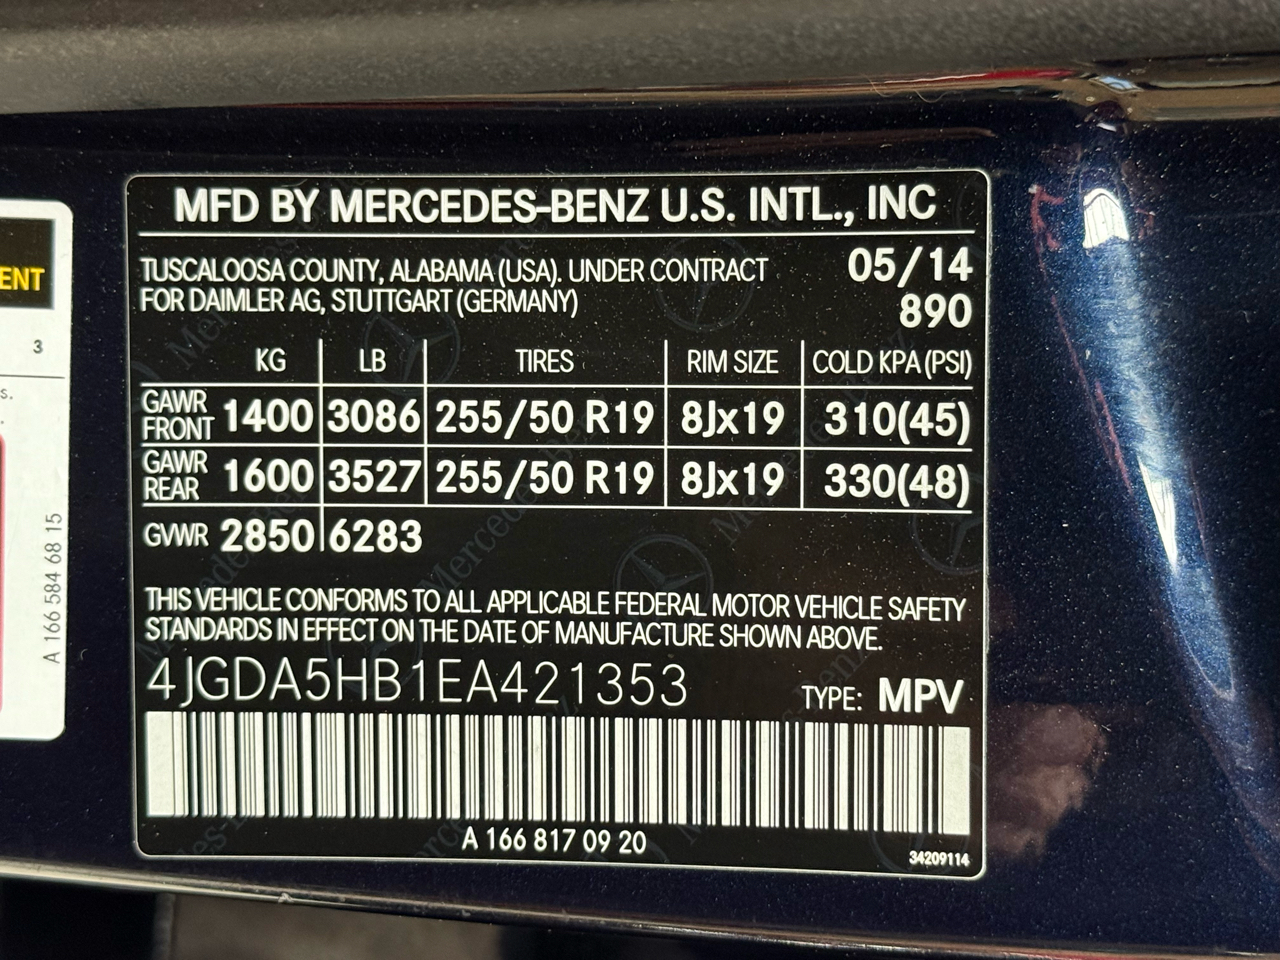 ENT
3
s.
A 166 584 68 15
MFD BY MERCEDES-BENZ U.S. INTL., INC
TUSCALOOSA COUNTY, ALABAMA (USA). UNDER CONTRACT 05/14
FOR DAIMLER AG, STUTTGART (GERMANY) 890
KG LB TIRES RIM SIZE COLD KPA (PSI)
GAWR FRONT 1400 3086 255/50 R19 8Jx19 310(45)
GAWR REAR 1600 3527 255/50 R19 8Jx19 330(48)
GVWR 2850 6283
THIS VEHICLE CONFORMS TO ALL APPLICABLE FEDERAL MOTOR VEHICLE SAFETY
STANDARDS IN EFFECT ON THE DATE OF MANUFACTURE SHOWN ABOVE.
4JGDA5HB1EA421353 TYPE: MPV
A 166 817 09 20
34209114